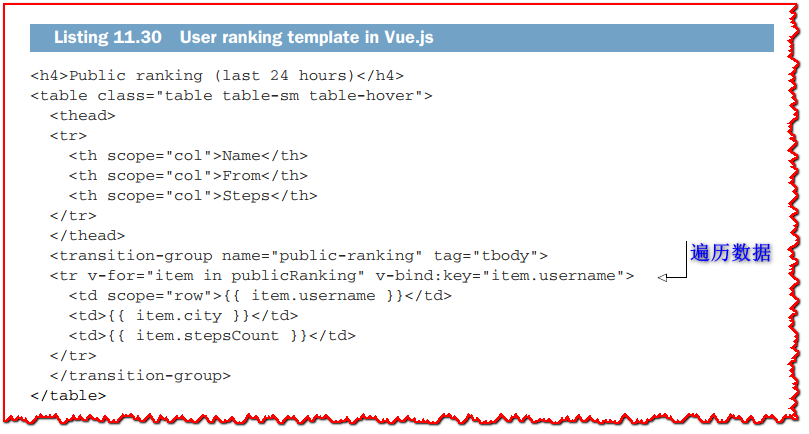 Listing 11.30 User ranking template in Vue.js
<h4>Public ranking (last 24 hours)</h4>
<table class="table table-sm table-hover">
  <thead>
  <tr>
    <th scope="col">Name</th>
    <th scope="col">From</th>
    <th scope="col">Steps</th>
  </tr>
  </thead>
  <transition-group name="public-ranking" tag="tbody">
  <tr v-for="item in publicRanking" v-bind:key="item.username">
遍历数据
    <td scope="row">{{ item.username }}</td>
    <td>{{ item.city }}</td>
    <td>{{ item.stepsCount }}</td>
  </tr>
  </transition-group>
</table>